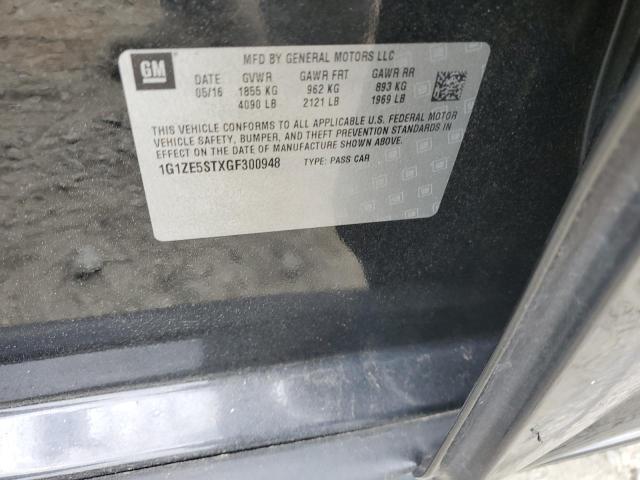 GM
MFD BY GENERAL MOTORS LLC
DATE GVWR GAWR FRT GAWR RR
05/16 1855 KG 962 KG 893 KG
4090 LB 2121 LB 1969 LB
THIS VEHICLE CONFORMS TO ALL APPLICABLE U.S. FEDERAL MOTOR
VEHICLE SAFETY, BUMPER, AND THEFT PREVENTION STANDARDS IN
EFFECT ON THE DATE OF MANUFACTURE SHOWN ABOVE.
1G1ZE5STXGF300948 TYPE: PASS CAR